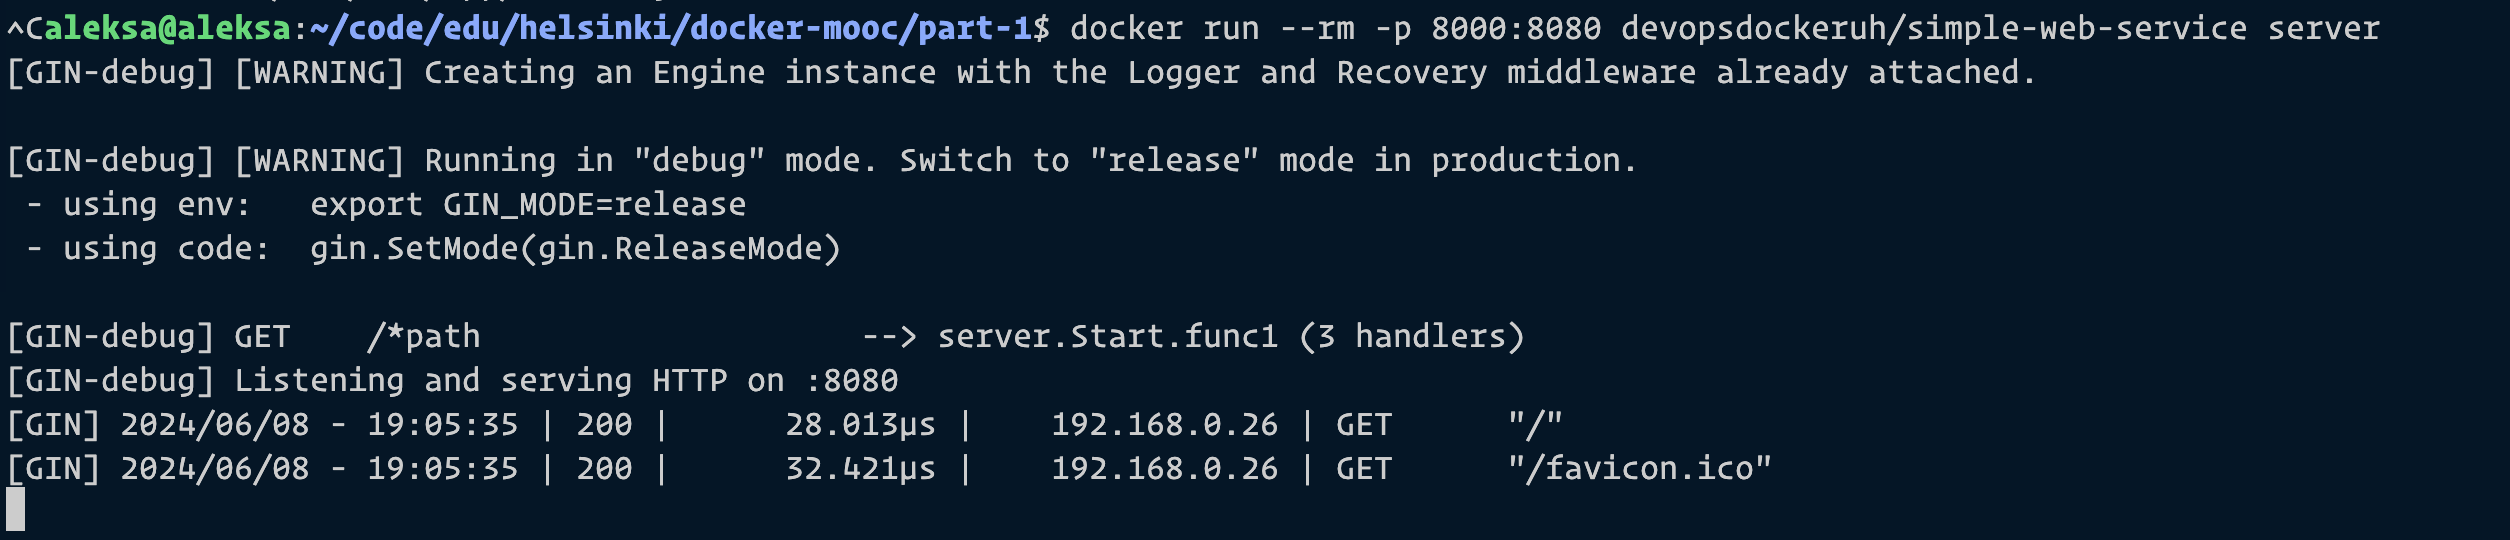 ^Caleksa@aleksa:~/code/edu/helsinki/docker-mooc/part-1$ docker run --rm -p 8000:8080 devopsdockeruh/simple-web-service server
[GIN-debug] [WARNING] Creating an Engine instance with the Logger and Recovery middleware already attached.
[GIN-debug] [WARNING] Running in "debug" mode. Switch to "release" mode in production.
 - using env:   export GIN_MODE=release
 - using code:  gin.SetMode(gin.ReleaseMode)
[GIN-debug] GET    /*path                    --> server.Start.func1 (3 handlers)
[GIN-debug] Listening and serving HTTP on :8080
[GIN] 2024/06/08 - 19:05:35 | 200 |      28.013µs |    192.168.0.26 | GET      "/"
[GIN] 2024/06/08 - 19:05:35 | 200 |      32.421µs |    192.168.0.26 | GET      "/favicon.ico"